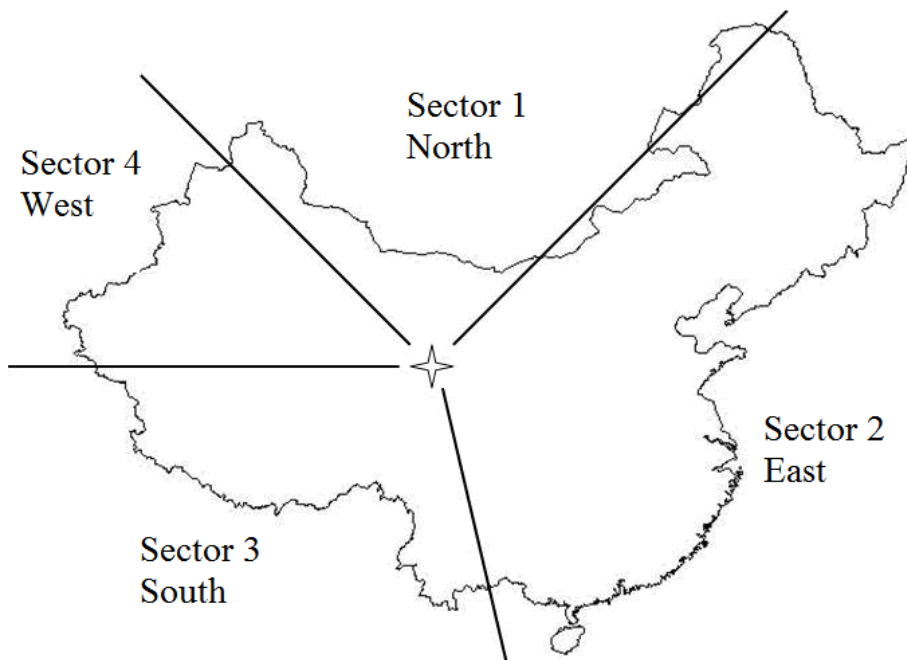 Sector 1
North
Sector 4
West
Sector 2
East
Sector 3
South